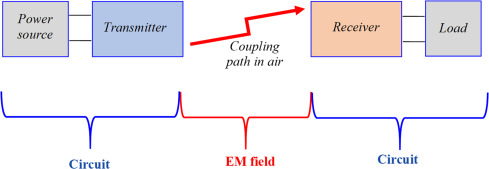 Power
source
Transmitter
Coupling
path in air
Receiver
Load
Circuit
EM field
Circuit